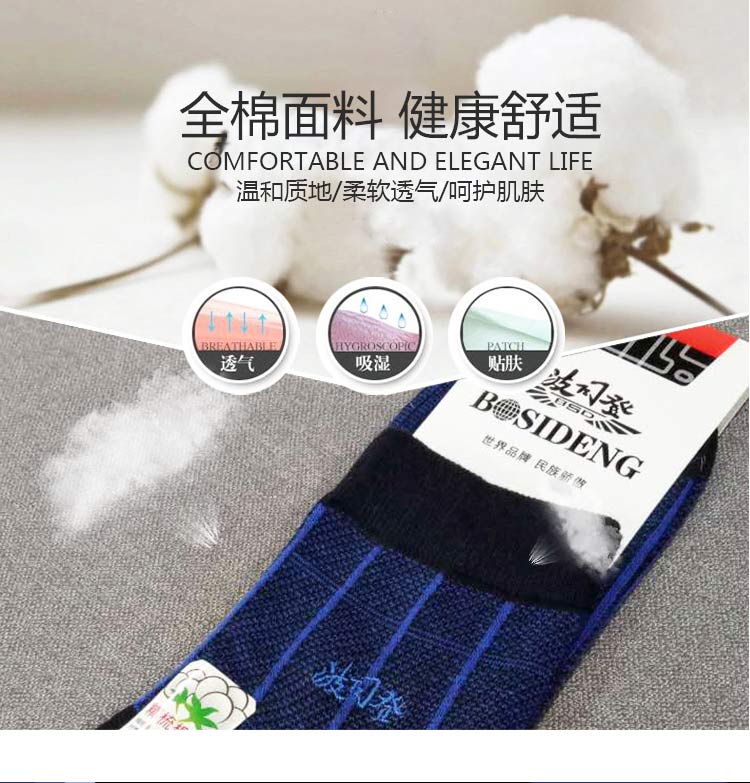 全棉面料 健康舒适
COMFORTABLE AND ELEGANT LIFE
温和质地/柔软透气/呵护肌肤
BREATHABLE
透气
HYGROSCOPIC
吸湿
PATCH
贴肤
波司登
BSD
BOSIDENG
世界品牌 民族骄傲
波司登
精梳